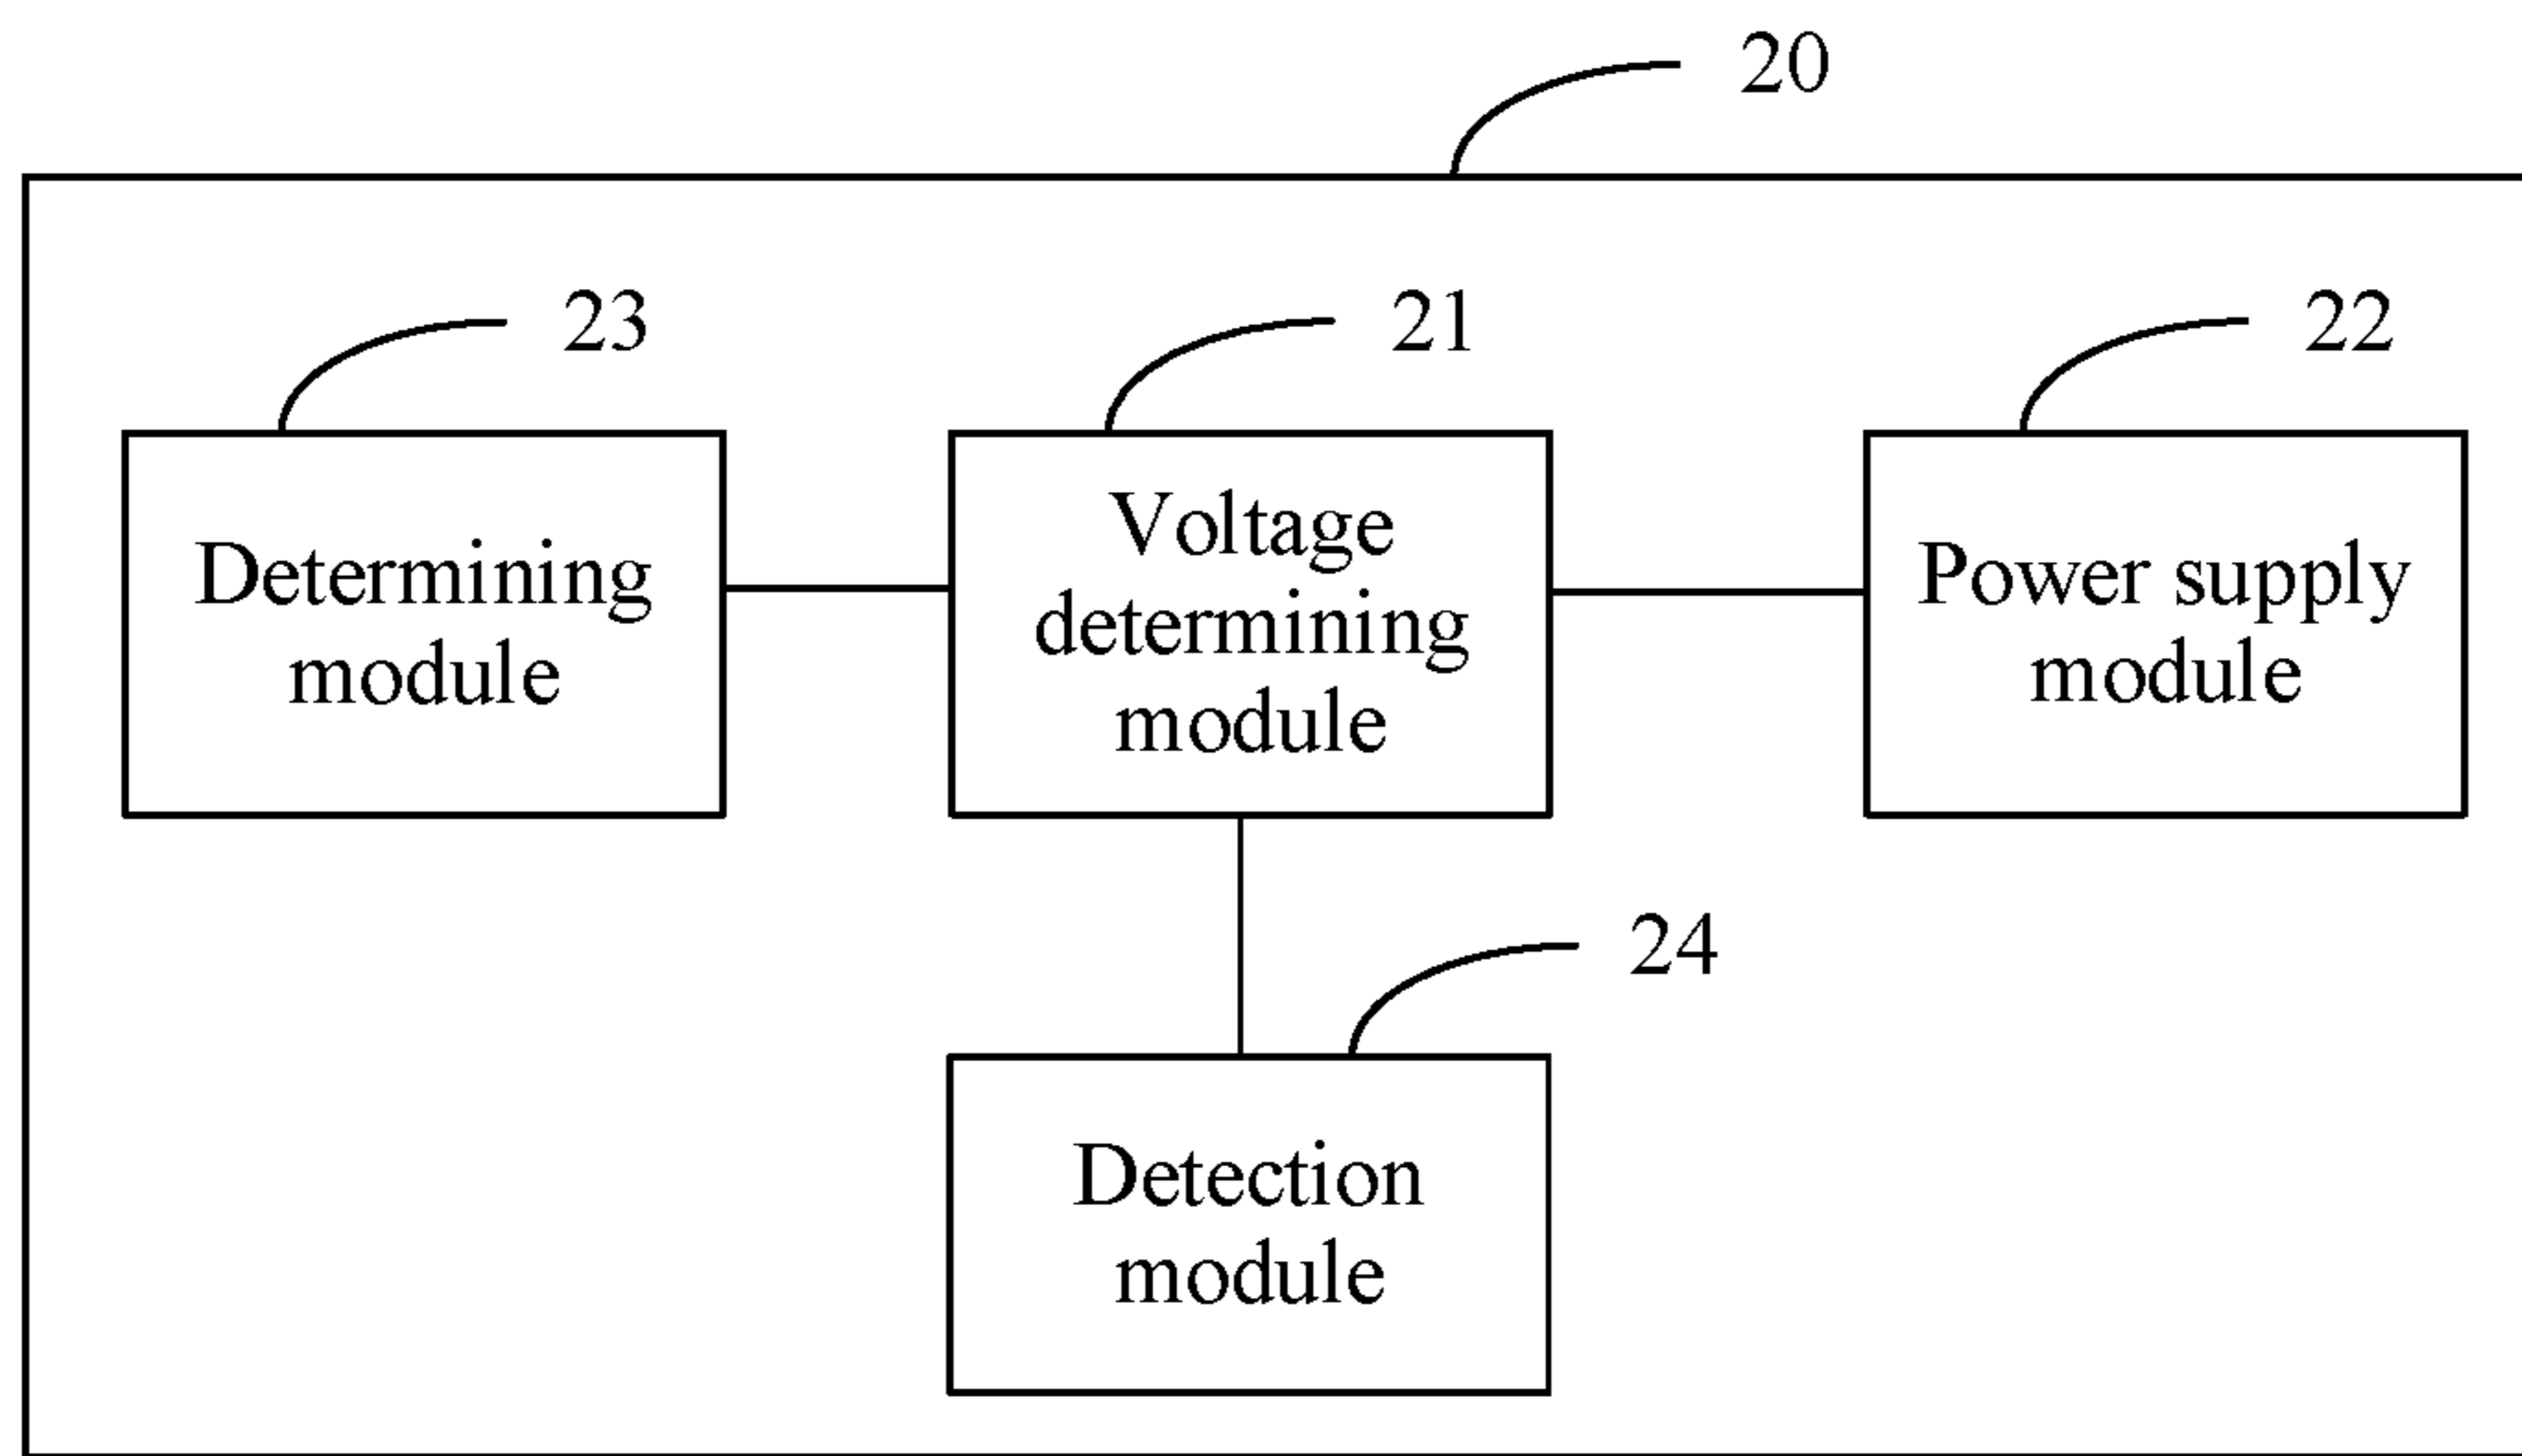 20
23
21
22
Determining
module
Voltage
determining
module
Power supply
module
24
Detection
module